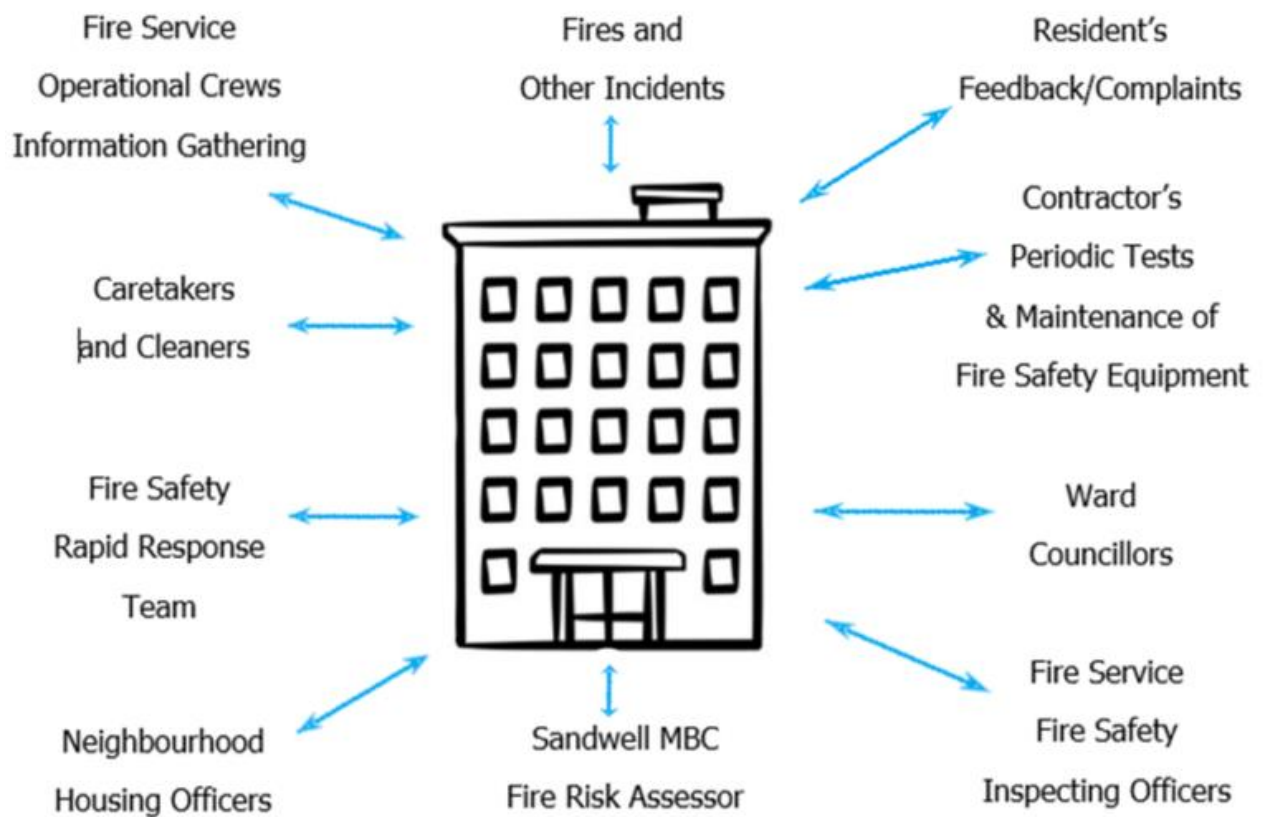 Fire Service
Operational Crews
Information Gathering
Fires and
Other Incidents
Resident's
Feedback/Complaints
Contractor's
Periodic Tests
& Maintenance of
Fire Safety Equipment
Caretakers
and Cleaners
Fire Safety
Rapid Response
Team
Ward
Councillors
Neighbourhood
Housing Officers
Sandwell MBC
Fire Risk Assessor
Fire Service
Fire Safety
Inspecting Officers